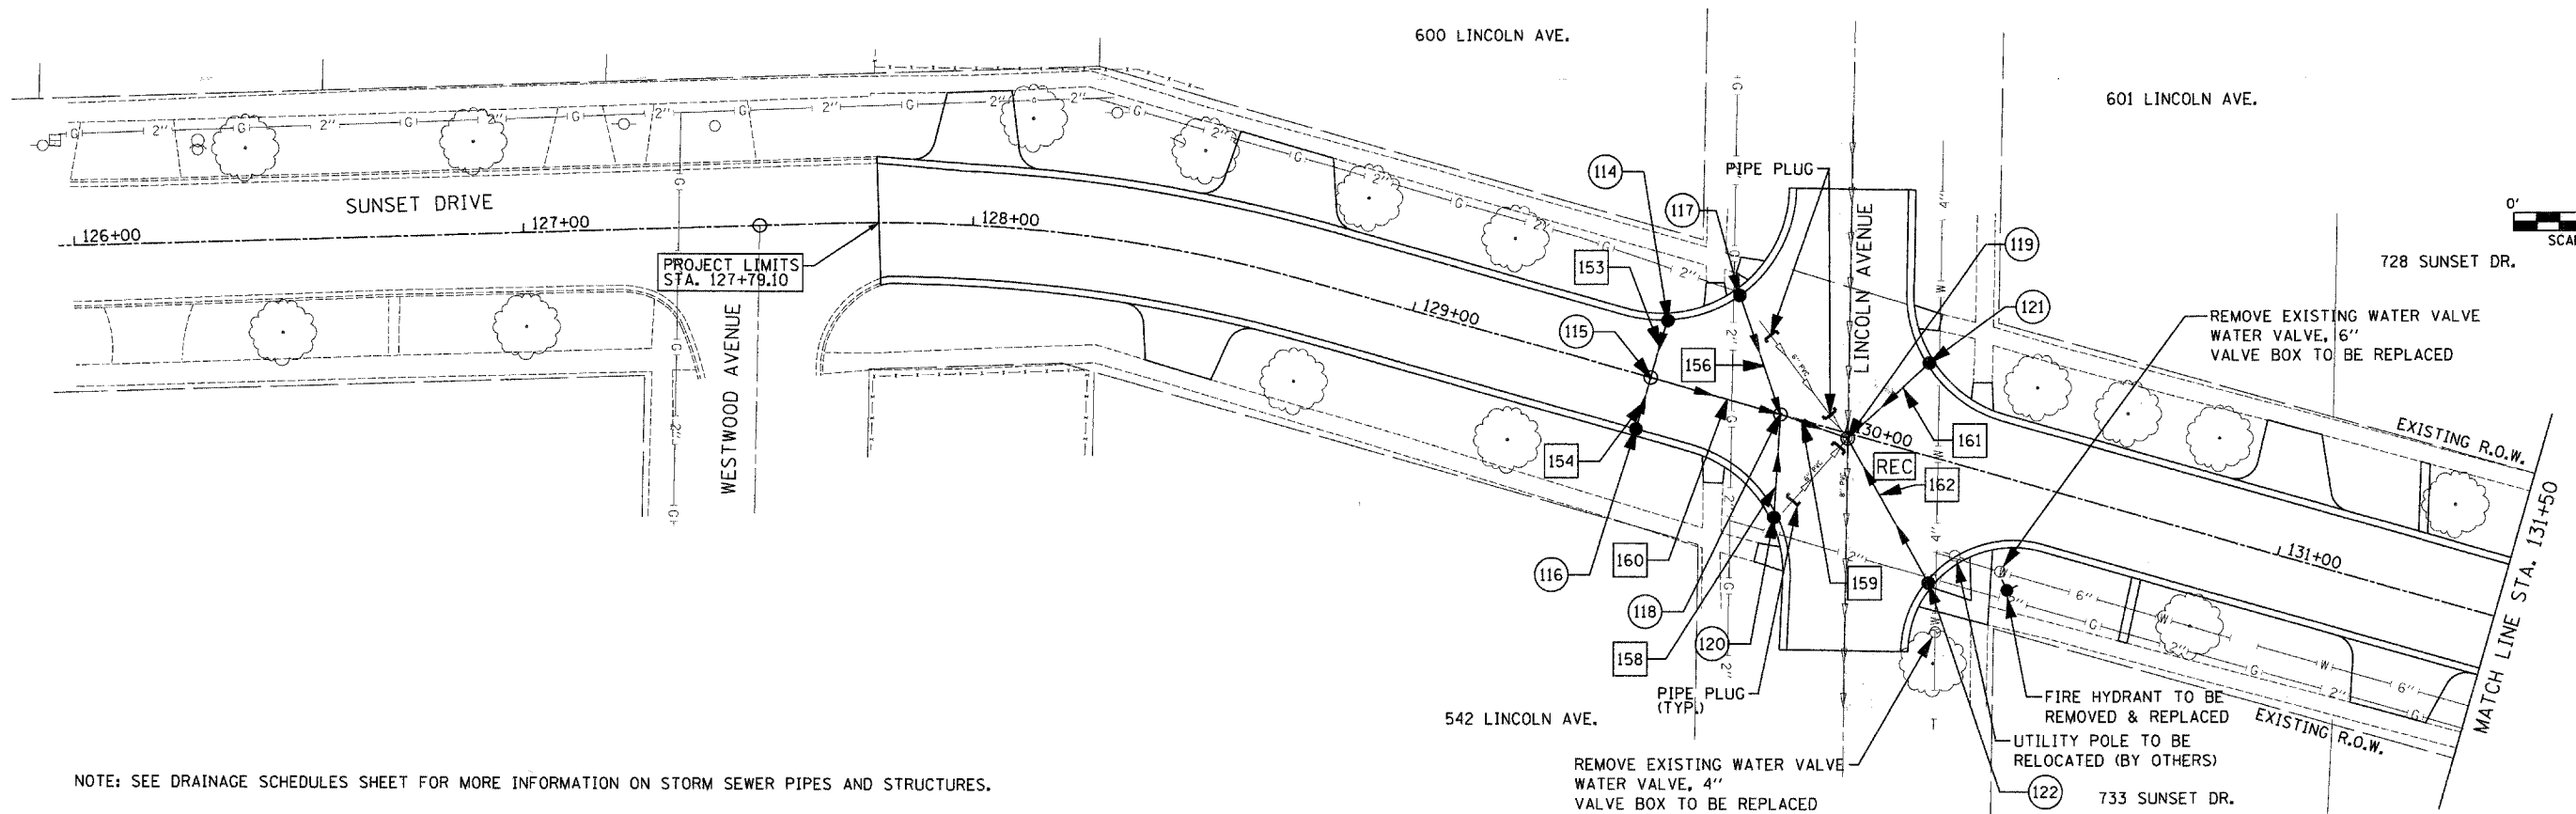 600 LINCOLN AVE.
601 LINCOLN AVE.
PIPE PLUG
114
117
SUNSET DRIVE
126+00
127+00
128+00
129+00
130+00
131+00
PROJECT LIMITS
STA. 127+79.10
WESTWOOD AVENUE
LINCOLN AVENUE
0'
SCA
728 SUNSET DR.
119
121
153
115
156
REMOVE EXISTING WATER VALVE
WATER VALVE, 6"
VALVE BOX TO BE REPLACED
154
161
REC
162
EXISTING R.O.W.
116
160
159
118
120
158
MATCH LINE STA. 131+50
PIPE PLUG
(TYP.)
542 LINCOLN AVE.
FIRE HYDRANT TO BE
REMOVED & REPLACED
EXISTING R.O.W.
UTILITY POLE TO BE
RELOCATED (BY OTHERS)
REMOVE EXISTING WATER VALVE
WATER VALVE, 4"
VALVE BOX TO BE REPLACED
122
733 SUNSET DR.
NOTE: SEE DRAINAGE SCHEDULES SHEET FOR MORE INFORMATION ON STORM SEWER PIPES AND STRUCTURES.